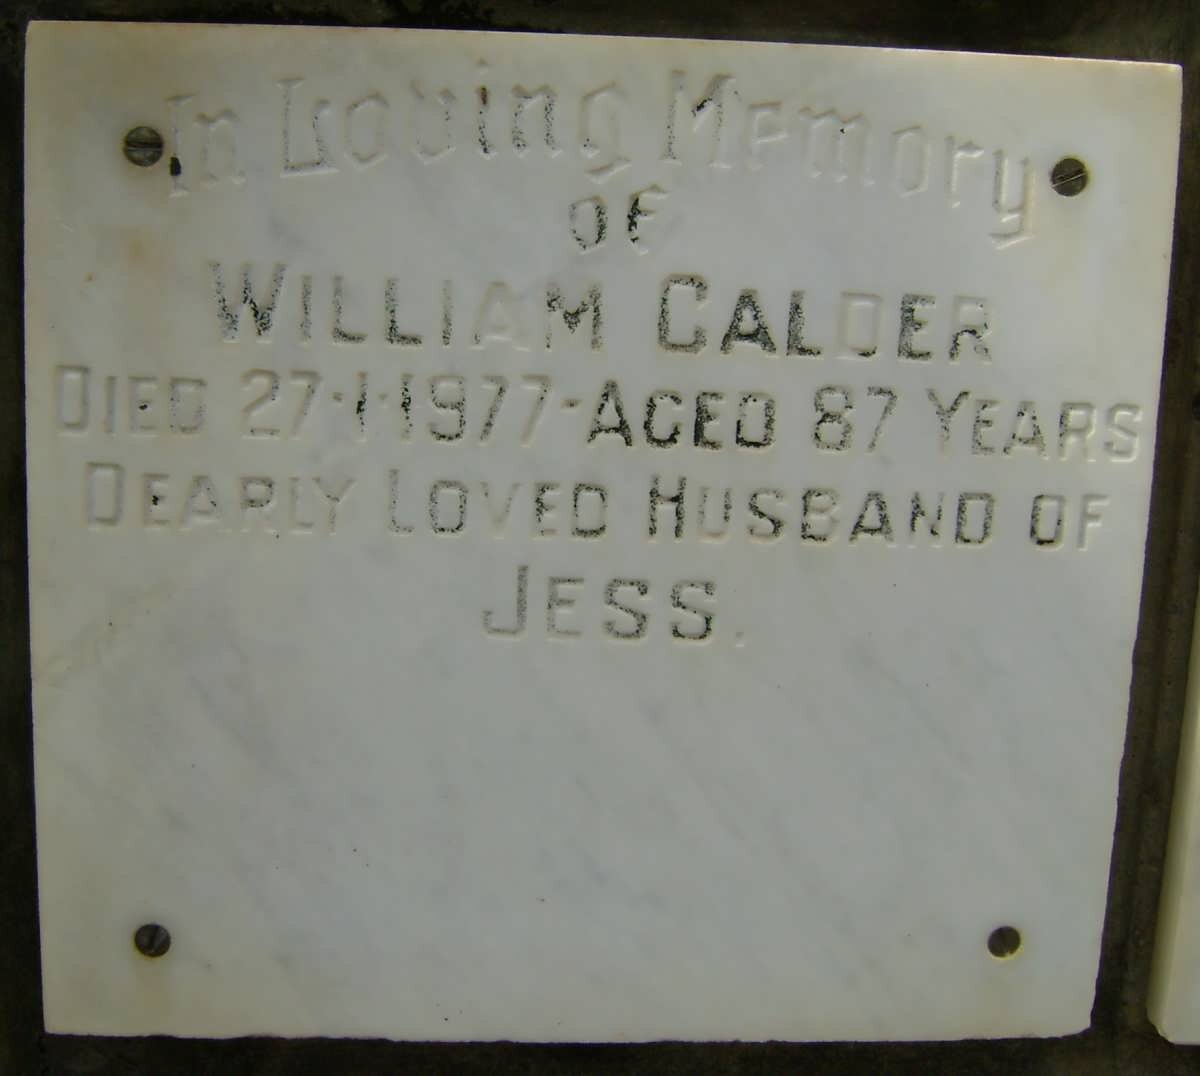 In Loving Memory
OF
WILLIAM CALDER
DIED 27·1·1977-AGED 87 YEARS
DEARLY LOVED HUSBAND OF
JESS.